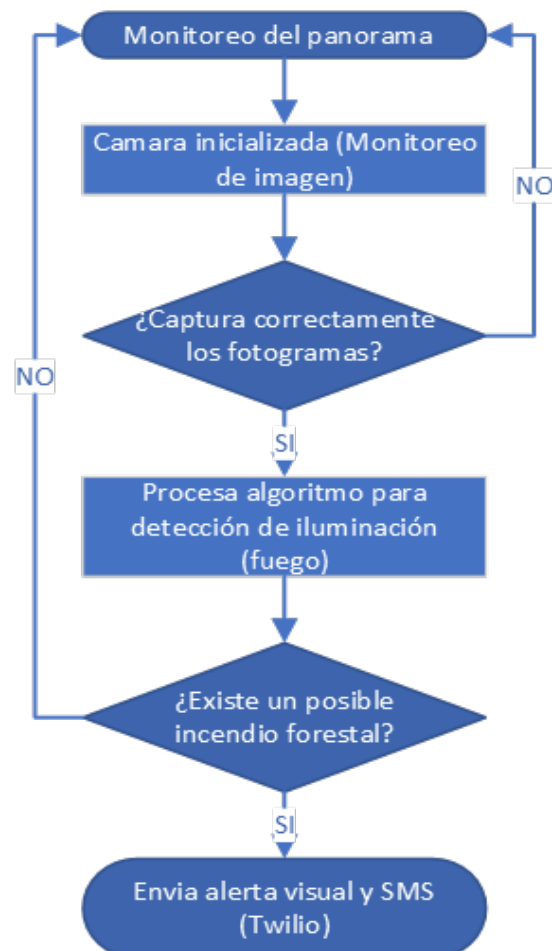 Monitoreo del panorama
Camara inicializada (Monitoreo
de imagen)
NO
¿Captura correctamente
los fotogramas?
NO
SI
Procesa algoritmo para
detección de iluminación
(fuego)
¿Existe un posible
incendio forestal?
SI
Envia alerta visual y SMS
(Twilio)